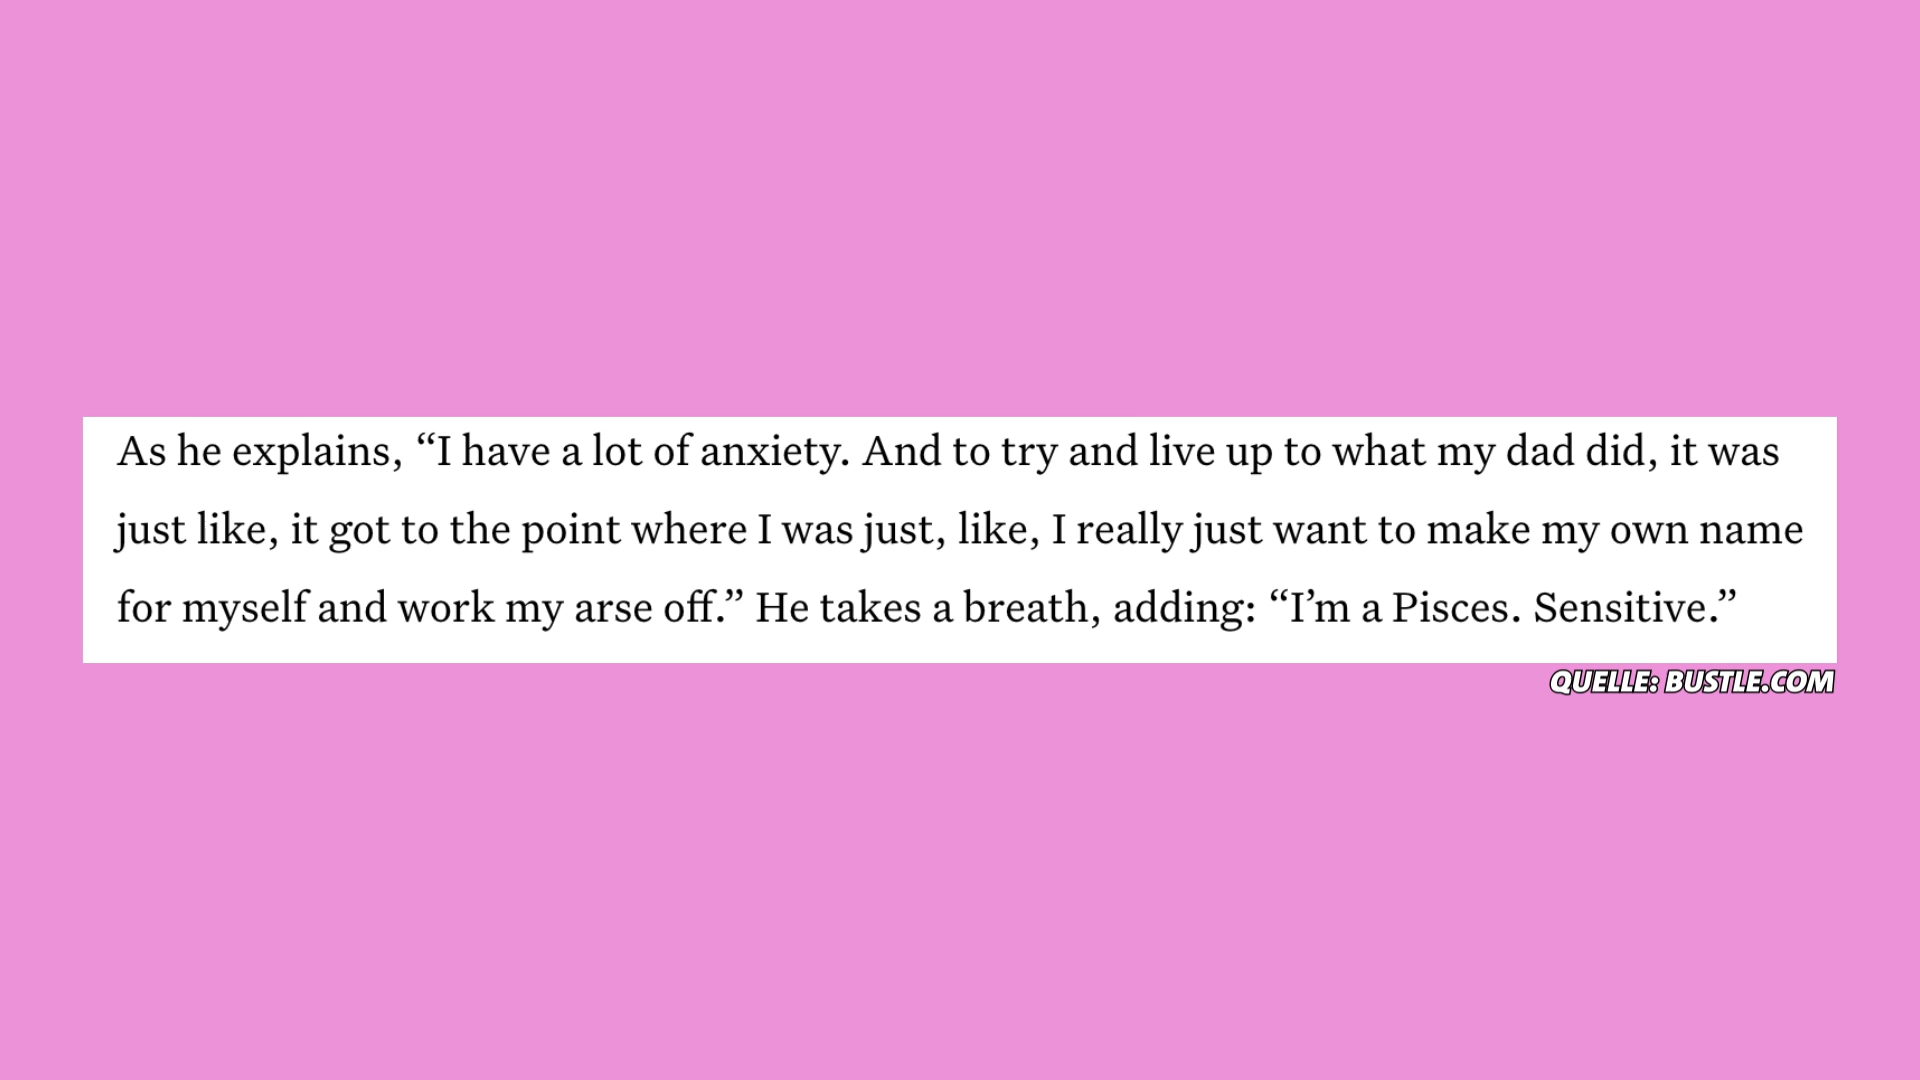 As he explains, “I have a lot of anxiety. And to try and live up to what my dad did, it was
just like, it got to the point where I was just, like, I really just want to make my own name
for myself and work my arse off.” He takes a breath, adding: “I’m a Pisces. Sensitive.”
QUELLE: BUSTLE.COM